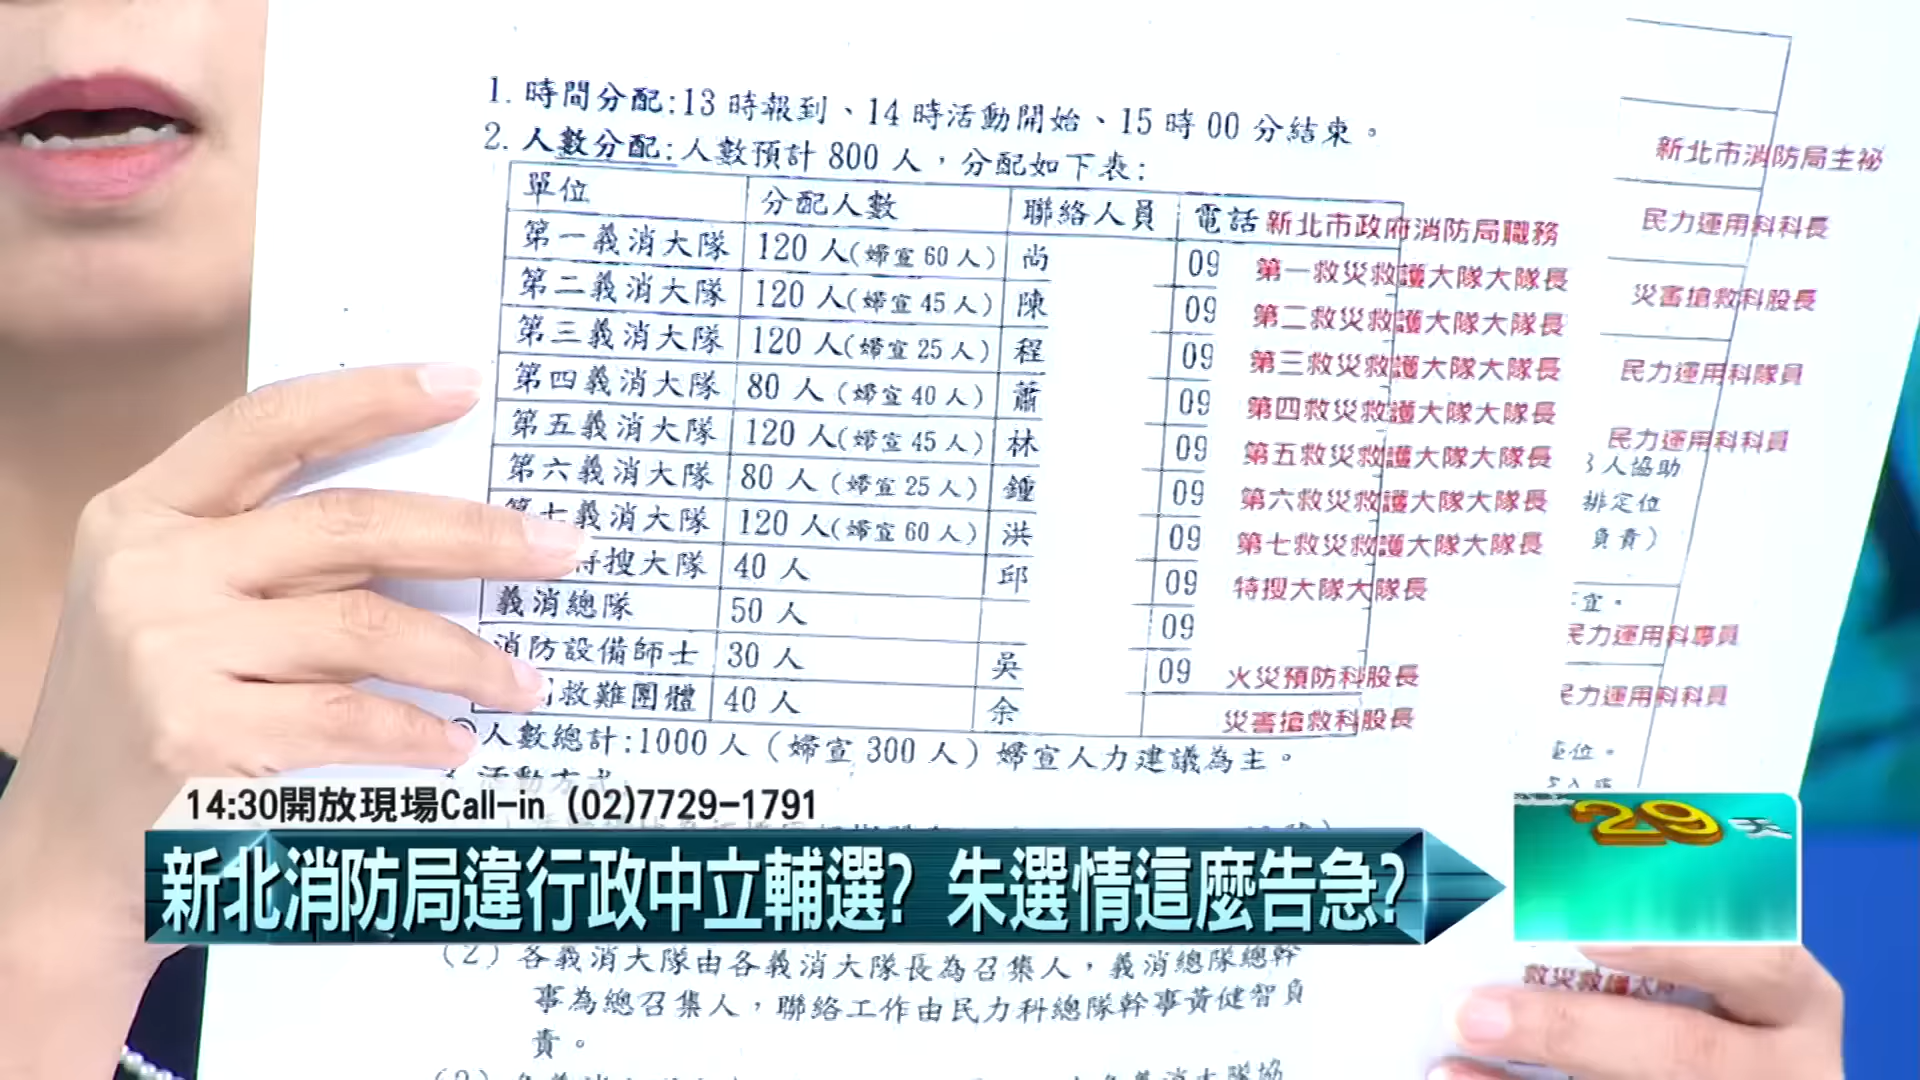 1. 時間分配:13 時報到、14 時活動開始、15 時 00 分結束。
2. 人數分配:人數預計 800 人，分配如下表:
單位 分配人數 聯絡人員 電話 新北市政府消防局職務
第一義消大隊 120 人(婦宣 60 人) 尚 09 第一救災救護大隊大隊長
第二義消大隊 120 人(婦宣 45 人) 陳 09 第二救災救護大隊大隊長
第三義消大隊 120 人(婦宣 25 人) 程 09 第三救災救護大隊大隊長
第四義消大隊 80 人 (婦宣 40 人) 蕭 09 第四救災救護大隊大隊長
第五義消大隊 120 人(婦宣 45 人) 林 09 第五救災救護大隊大隊長
第六義消大隊 80 人 (婦宣 25 人) 鍾 09 第六救災救護大隊大隊長
第七義消大隊 120 人(婦宣 60 人) 洪 09 第七救災救護大隊大隊長
特搜大隊 40 人 邱 09 特搜大隊大隊長
義消總隊 50 人 09
消防設備師士 30 人 吳 09 火災預防科股長
救難團體 40 人 余 災害搶救科股長
人數總計:1000 人 (婦宣 300 人) 婦宣人力建議為主。
新北市消防局主祕
民力運用科科長
災害搶救科股長
民力運用科隊員
民力運用科科員
3 人協助
排定位
負責)
宜。
民力運用科專員
民力運用科科員
座位。
14:30開放現場Call-in (02)7729-1791
新北消防局違行政中立輔選? 朱選情這麼告急?
29天
(2) 各義消大隊由各義消大隊長為召集人，義消總隊總幹
事為總召集人，聯絡工作由民力科總隊幹事黃健智負
責。
救災救護大隊